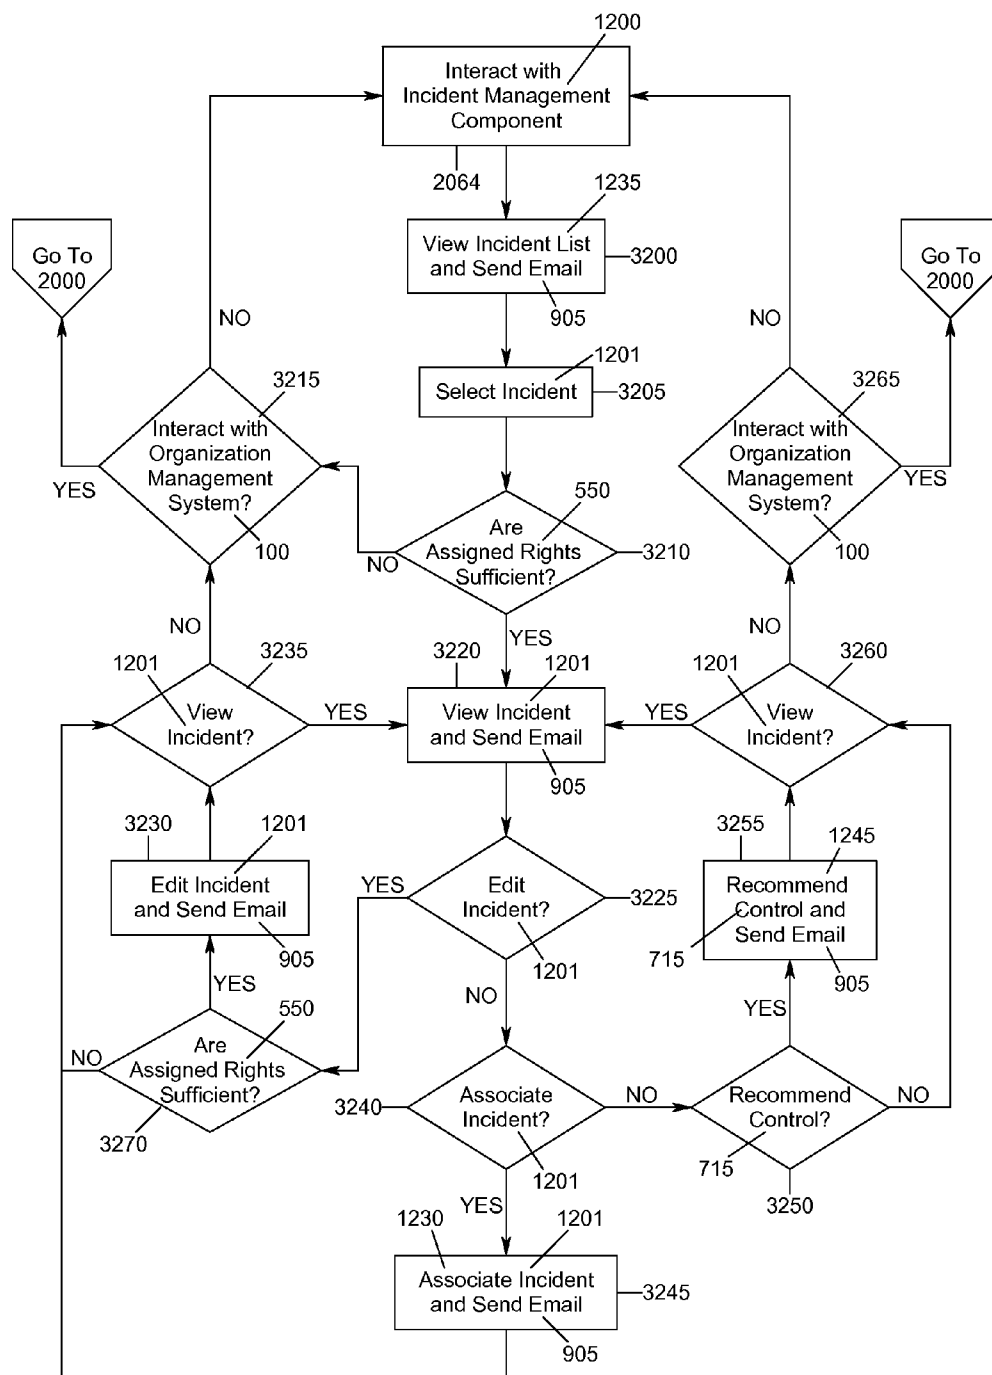 1200
Interact with
Incident Management
Component
2064
1235
View Incident List
and Send Email
3200
905
Go To
2000
Go To
2000
NO
NO
1201
Select Incident
3205
3215
Interact with
Organization
Management
System?
100
YES
3265
Interact with
Organization
Management
System?
100
YES
550
Are
Assigned Rights
Sufficient?
3210
NO
YES
NO
NO
1201
3235
View
Incident?
YES
3220
1201
View Incident
and Send Email
905
YES
1201
3260
View
Incident?
3230
1201
Edit Incident
and Send Email
905
YES
YES
Edit
Incident?
3225
1201
NO
3255
1245
Recommend
Control and
Send Email
715
905
YES
550
Are
Assigned Rights
Sufficient?
NO
3270
3240
Associate
Incident?
1201
NO
YES
Recommend
Control?
715
NO
3250
1230
1201
Associate Incident
and Send Email
3245
905